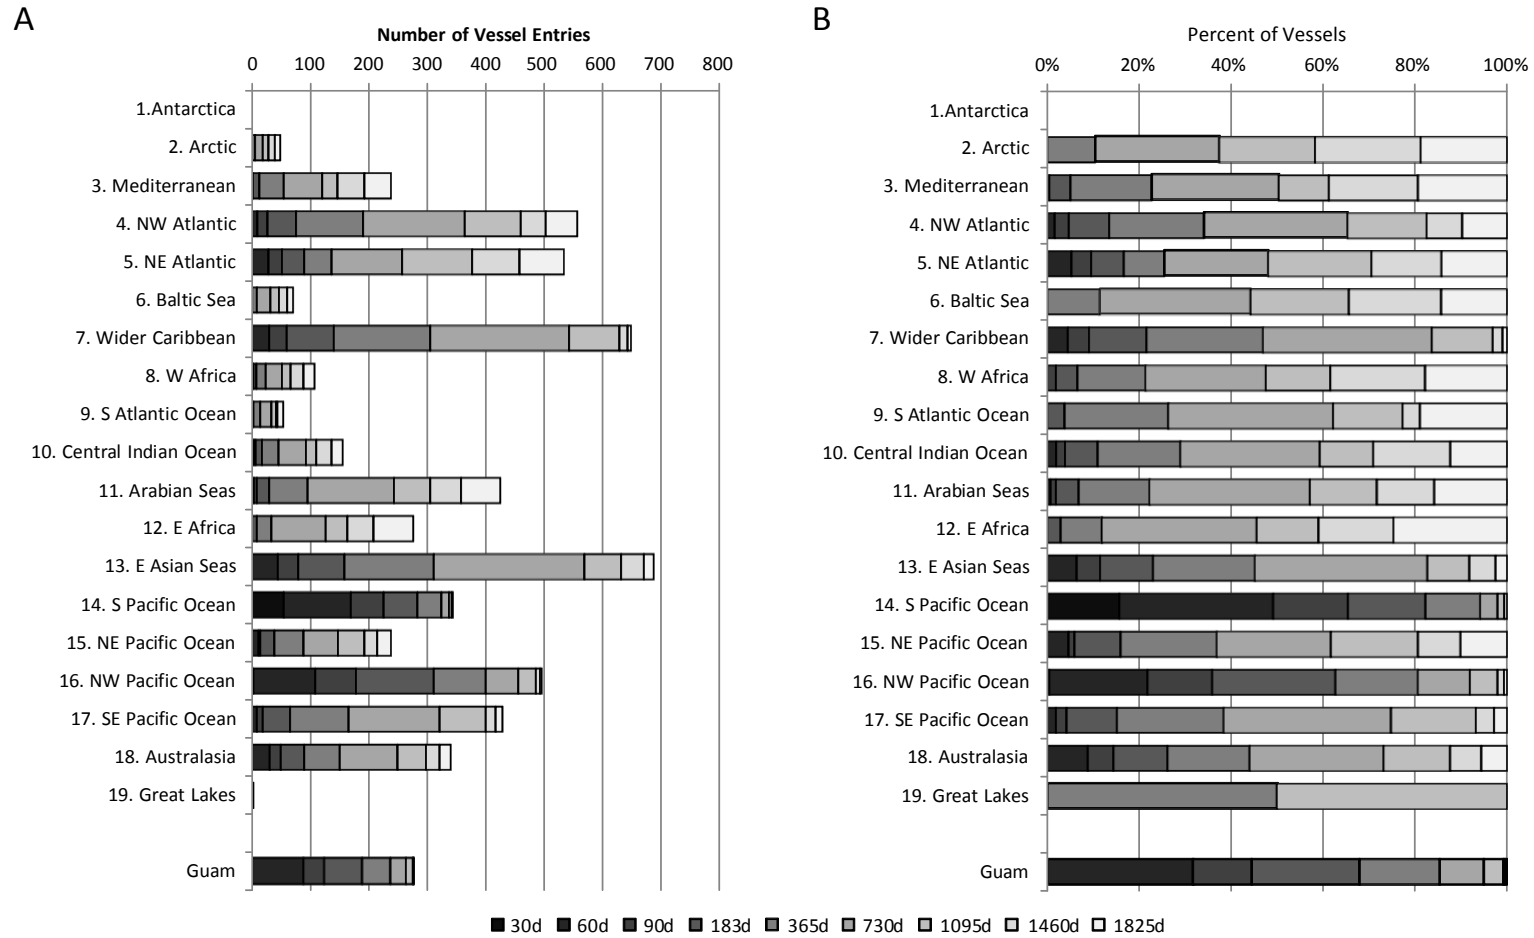 A
Number of Vessel Entries
0 100 200 300 400 500 600 700 800
1.Antarctica
2. Arctic
3. Mediterranean
4. NW Atlantic
5. NE Atlantic
6. Baltic Sea
7. Wider Caribbean
8. W Africa
9. S Atlantic Ocean
10. Central Indian Ocean
11. Arabian Seas
12. E Africa
13. E Asian Seas
14. S Pacific Ocean
15. NE Pacific Ocean
16. NW Pacific Ocean
17. SE Pacific Ocean
18. Australasia
19. Great Lakes
Guam
B
Percent of Vessels
0% 20% 40% 60% 80% 100%
1.Antarctica
2. Arctic
3. Mediterranean
4. NW Atlantic
5. NE Atlantic
6. Baltic Sea
7. Wider Caribbean
8. W Africa
9. S Atlantic Ocean
10. Central Indian Ocean
11. Arabian Seas
12. E Africa
13. E Asian Seas
14. S Pacific Ocean
15. NE Pacific Ocean
16. NW Pacific Ocean
17. SE Pacific Ocean
18. Australasia
19. Great Lakes
Guam
30d 60d 90d 183d 365d 730d 1095d 1460d 1825d